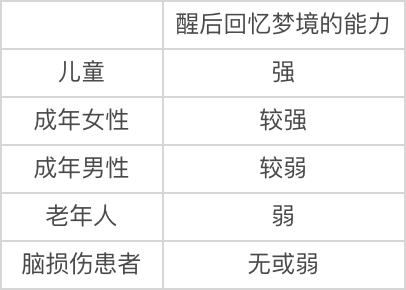 醒后回忆梦境的能力
儿童 强
成年女性 较强
成年男性 较弱
老年人 弱
脑损伤患者 无或弱